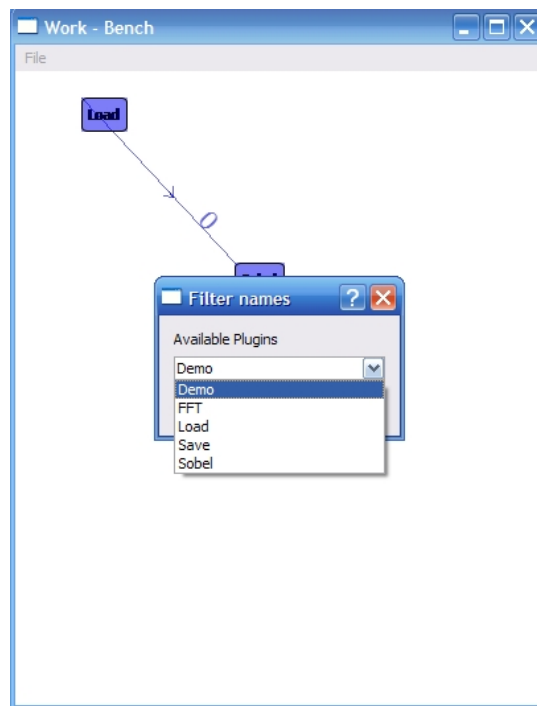 Work - Bench
File
Load
0
Filter names
Available Plugins
Demo
Demo
FFT
Load
Save
Sobel